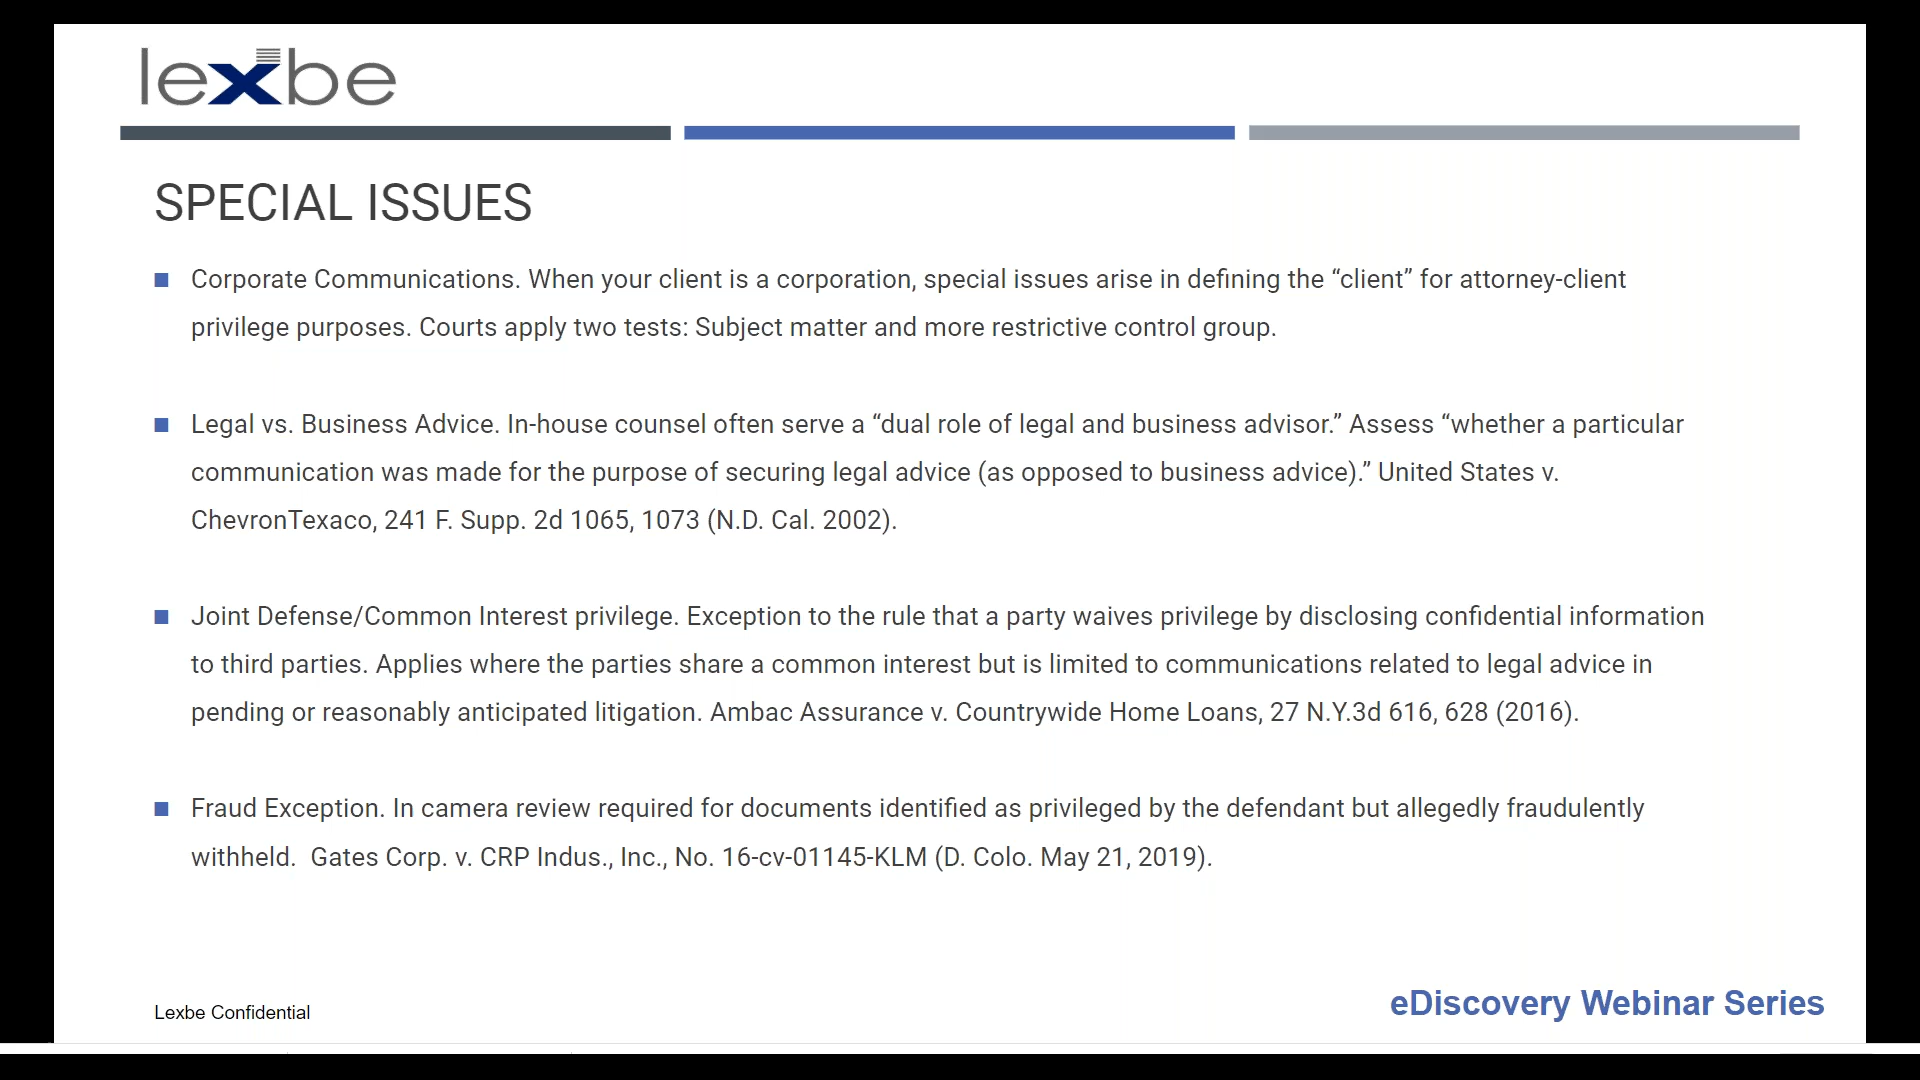 lexbe
SPECIAL ISSUES
Corporate Communications. When your client is a corporation, special issues arise in defining the “client” for attorney-client
privilege purposes. Courts apply two tests: Subject matter and more restrictive control group.
Legal vs. Business Advice. In-house counsel often serve a “dual role of legal and business advisor.” Assess “whether a particular
communication was made for the purpose of securing legal advice (as opposed to business advice).” United States v.
ChevronTexaco, 241 F. Supp. 2d 1065, 1073 (N.D. Cal. 2002).
Joint Defense/Common Interest privilege. Exception to the rule that a party waives privilege by disclosing confidential information
to third parties. Applies where the parties share a common interest but is limited to communications related to legal advice in
pending or reasonably anticipated litigation. Ambac Assurance v. Countrywide Home Loans, 27 N.Y.3d 616, 628 (2016).
Fraud Exception. In camera review required for documents identified as privileged by the defendant but allegedly fraudulently
withheld.  Gates Corp. v. CRP Indus., Inc., No. 16-cv-01145-KLM (D. Colo. May 21, 2019).
Lexbe Confidential
eDiscovery Webinar Series